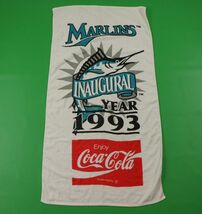 MARLINS
INAUGURAL
YEAR
1993
Enjoy
Coca-Cola